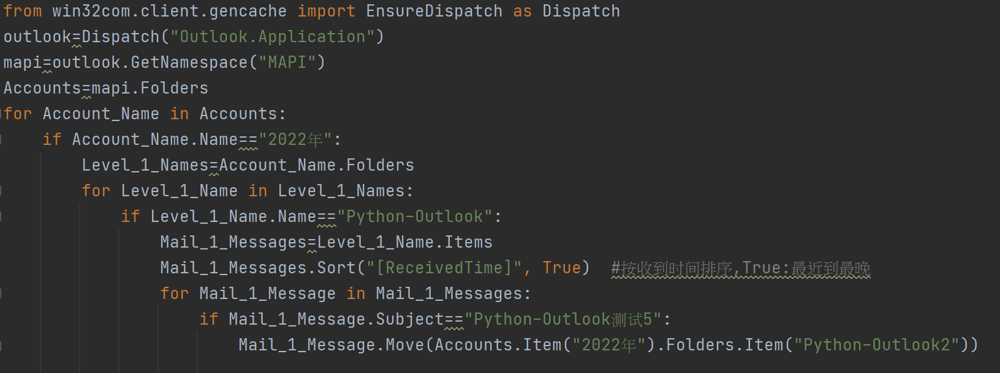 from win32com.client.gencache import EnsureDispatch as Dispatch
outlook=Dispatch("Outlook.Application")
mapi=outlook.GetNamespace("MAPI")
Accounts=mapi.Folders
for Account_Name in Accounts:
    if Account_Name.Name=="2022年":
        Level_1_Names=Account_Name.Folders
        for Level_1_Name in Level_1_Names:
            if Level_1_Name.Name=="Python-Outlook":
                Mail_1_Messages=Level_1_Name.Items
                Mail_1_Messages.Sort("[ReceivedTime]", True)  #按收到时间排序,True:最近到最晚
                for Mail_1_Message in Mail_1_Messages:
                    if Mail_1_Message.Subject=="Python-Outlook测试5":
                        Mail_1_Message.Move(Accounts.Item("2022年").Folders.Item("Python-Outlook2"))